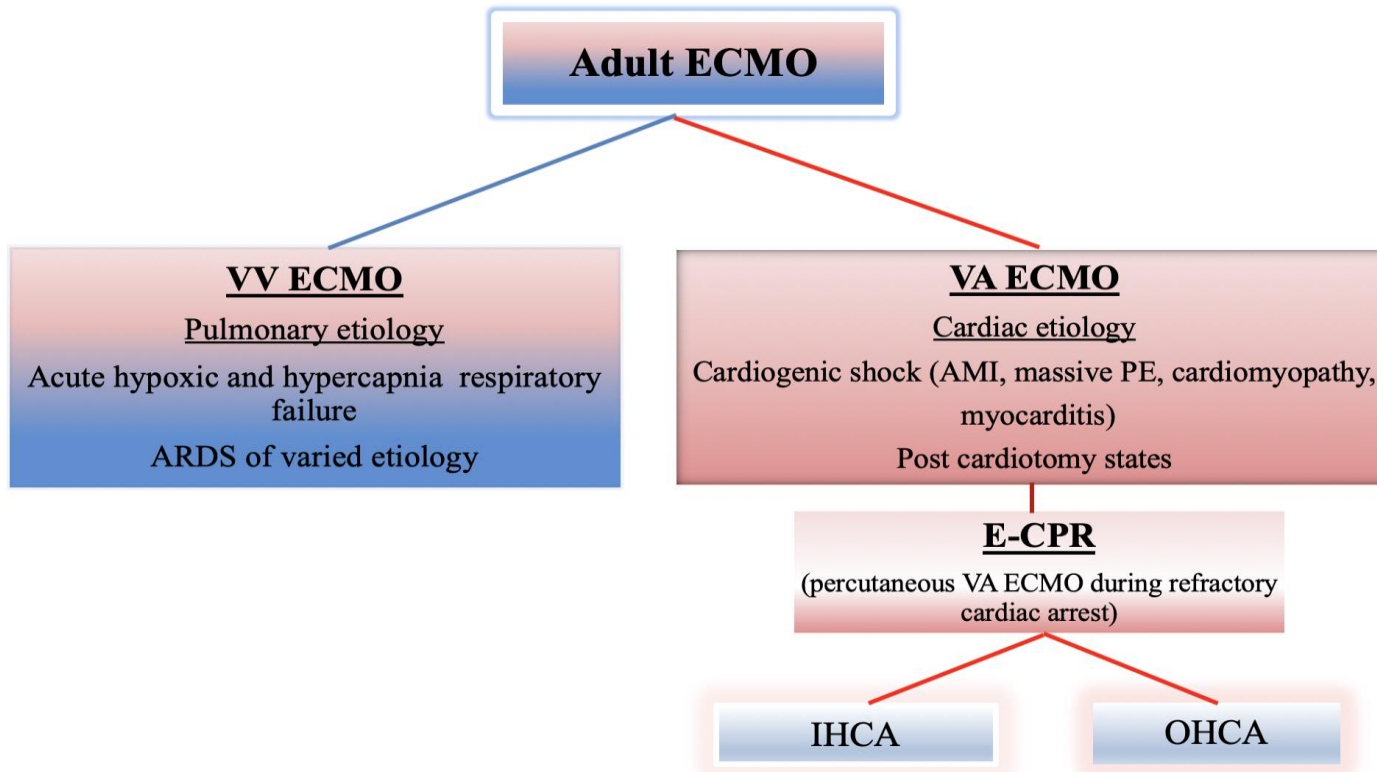 Adult ECMO
VV ECMO
Pulmonary etiology
Acute hypoxic and hypercapnia respiratory
failure
ARDS of varied etiology
VA ECMO
Cardiac etiology
Cardiogenic shock (AMI, massive PE, cardiomyopathy,
myocarditis)
Post cardiotomy states
E-CPR
(percutaneous VA ECMO during refractory
cardiac arrest)
IHCA
OHCA